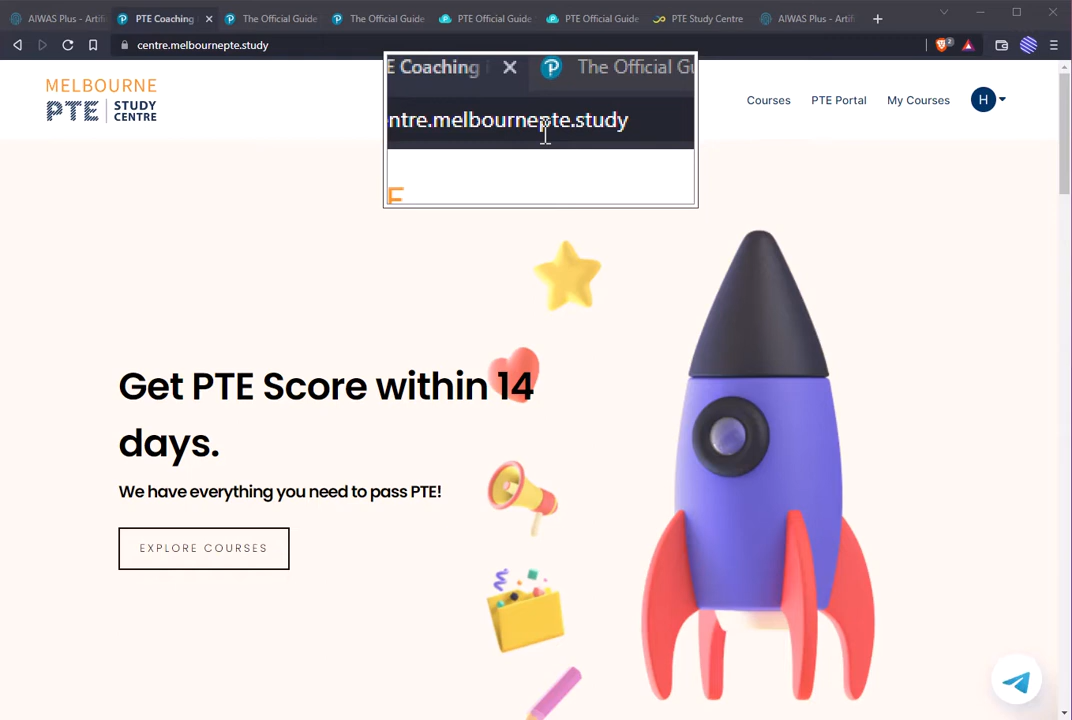 AIWAS Plus - Artifi
PTE Coaching
The Official Guide
The Official Guide
PTE Official Guide
PTE Official Guide
PTE Study Centre
AIWAS Plus - Artifi
centre.melbournepte.study
2
E Coaching
The Official Gu
ntre.melbournepte.study
E
MELBOURNE
PTE STUDY
CENTRE
Courses
PTE Portal
My Courses
H
Get PTE Score within 14
days.
We have everything you need to pass PTE!
EXPLORE COURSES